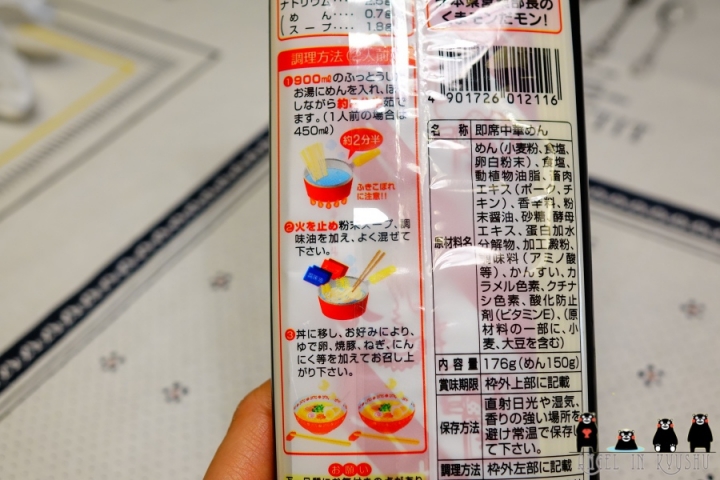 ナトリウム
め ん・・・ 0.7g
スープ・・・ 1.8g
調理方法
①900mlのふっとうし
お湯にめんを入れ、ほ
しながら約
ます。(1人前の場合は
450ml)
約2分半
ふきこぼれ
に注意!!
②火を止め粉末スープ、調
味油を加え、よく混ぜて
下さい。
③丼に移し、お好みにより、
ゆで卵、焼豚、ねぎ、にん
にく等を加えてお召し上
がり下さい。
お 願 い
部長の
くまモンだモン!
4 901726 012116
名 称 即席中華めん
原材料名
めん(小麦粉、食塩、
卵白粉末)、食塩、
動植物油脂、
エキス(ポーク、チ
キン)、香辛料、粉
末醤油、砂糖、酵母
エキス、蛋白加水
分解物、加工澱粉、
調味料(アミノ酸
等)、かんすい、カ
ラメル色素、クチナ
シ色素、酸化防止
剤(ビタミンE)、(原
材料の一部に、小
麦、大豆を含む)
内 容 量 176g(めん150g)
賞味期限 枠外上部に記載
保存方法
直射日光や湿気、
香りの強い場所を
避け常温で保存し
て下さい。
調理方法 枠外左部に記載
ANGEL IN KYUSHU